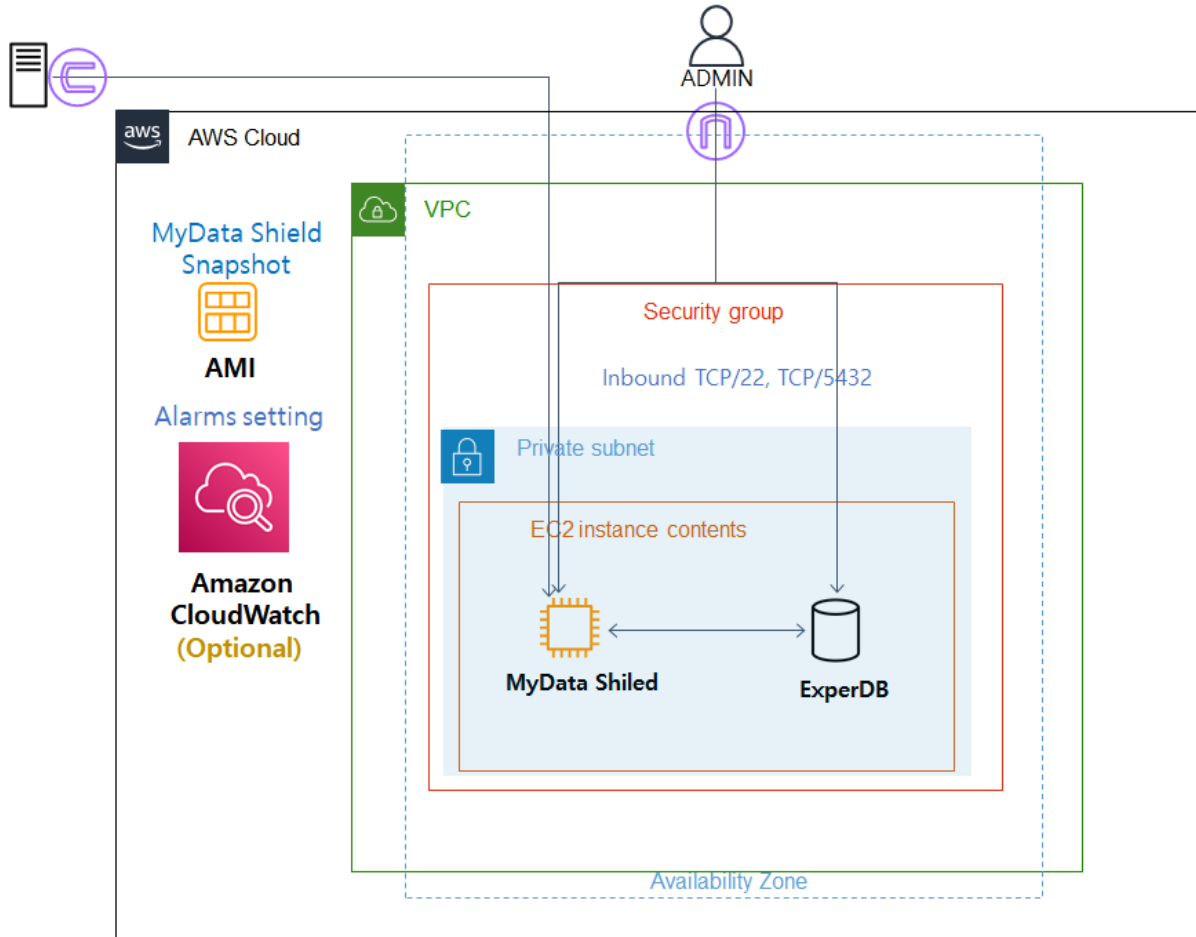 ADMIN
aws
AWS Cloud
VPC
MyData Shield
Snapshot
AMI
Alarms setting
Amazon
CloudWatch
(Optional)
Security group
Inbound TCP/22, TCP/5432
Private subnet
EC2 instance contents
MyData Shiled
ExperDB
Availability Zone